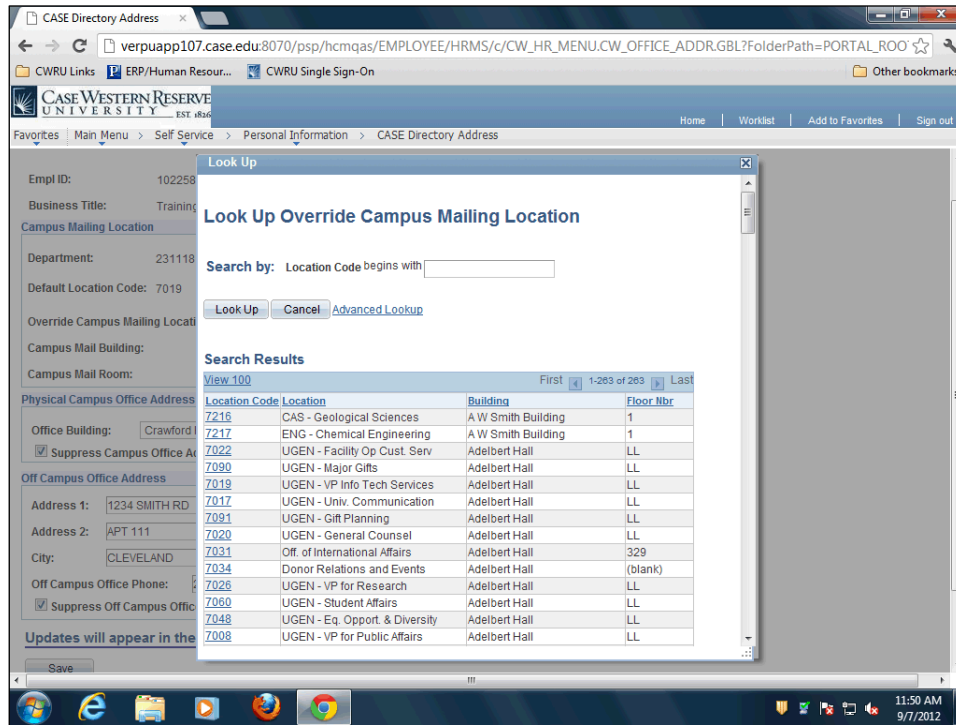 CASE Directory Address
verpuapp107.case.edu:8070/psp/hcmqas/EMPLOYEE/HRMS/c/CW_HR_MENU.CW_OFFICE_ADDR.GBL?FolderPath=PORTAL_ROO
CWRU Links ERP/Human Resour... CWRU Single Sign-On Other bookmarks
CASE WESTERN RESERVE
UNIVERSITY EST. 1826
Home | Worklist | Add to Favorites | Sign out
Favorites Main Menu > Self Service > Personal Information > CASE Directory Address
Look Up
Empl ID: 102258
Business Title: Training
Campus Mailing Location
Look Up Override Campus Mailing Location
Department: 231118
Search by: Location Code begins with
Default Location Code: 7019
Look Up Cancel Advanced Lookup
Override Campus Mailing Locati
Campus Mail Building:
Search Results
Campus Mail Room:
View 100 First 1-263 of 263 Last
Physical Campus Office Address
Location Code Location Building Floor Nbr
7216 CAS - Geological Sciences A W Smith Building 1
Office Building: Crawford
7217 ENG - Chemical Engineering A W Smith Building 1
Suppress Campus Office Ad
7022 UGEN - Facility Op Cust. Serv Adelbert Hall LL
7090 UGEN - Major Gifts Adelbert Hall LL
Off Campus Office Address
7019 UGEN - VP Info Tech Services Adelbert Hall LL
Address 1: 1234 SMITH RD
7017 UGEN - Univ. Communication Adelbert Hall LL
7091 UGEN - Gift Planning Adelbert Hall LL
Address 2: APT 111
7020 UGEN - General Counsel Adelbert Hall LL
7031 Off. of International Affairs Adelbert Hall 329
City: CLEVELAND
7034 Donor Relations and Events Adelbert Hall (blank)
Off Campus Office Phone:
7026 UGEN - VP for Research Adelbert Hall LL
Suppress Off Campus Offic
7060 UGEN - Student Affairs Adelbert Hall LL
7048 UGEN - Eq. Opport. & Diversity Adelbert Hall LL
Updates will appear in the
7008 UGEN - VP for Public Affairs Adelbert Hall LL
Save
11:50 AM
9/7/2012